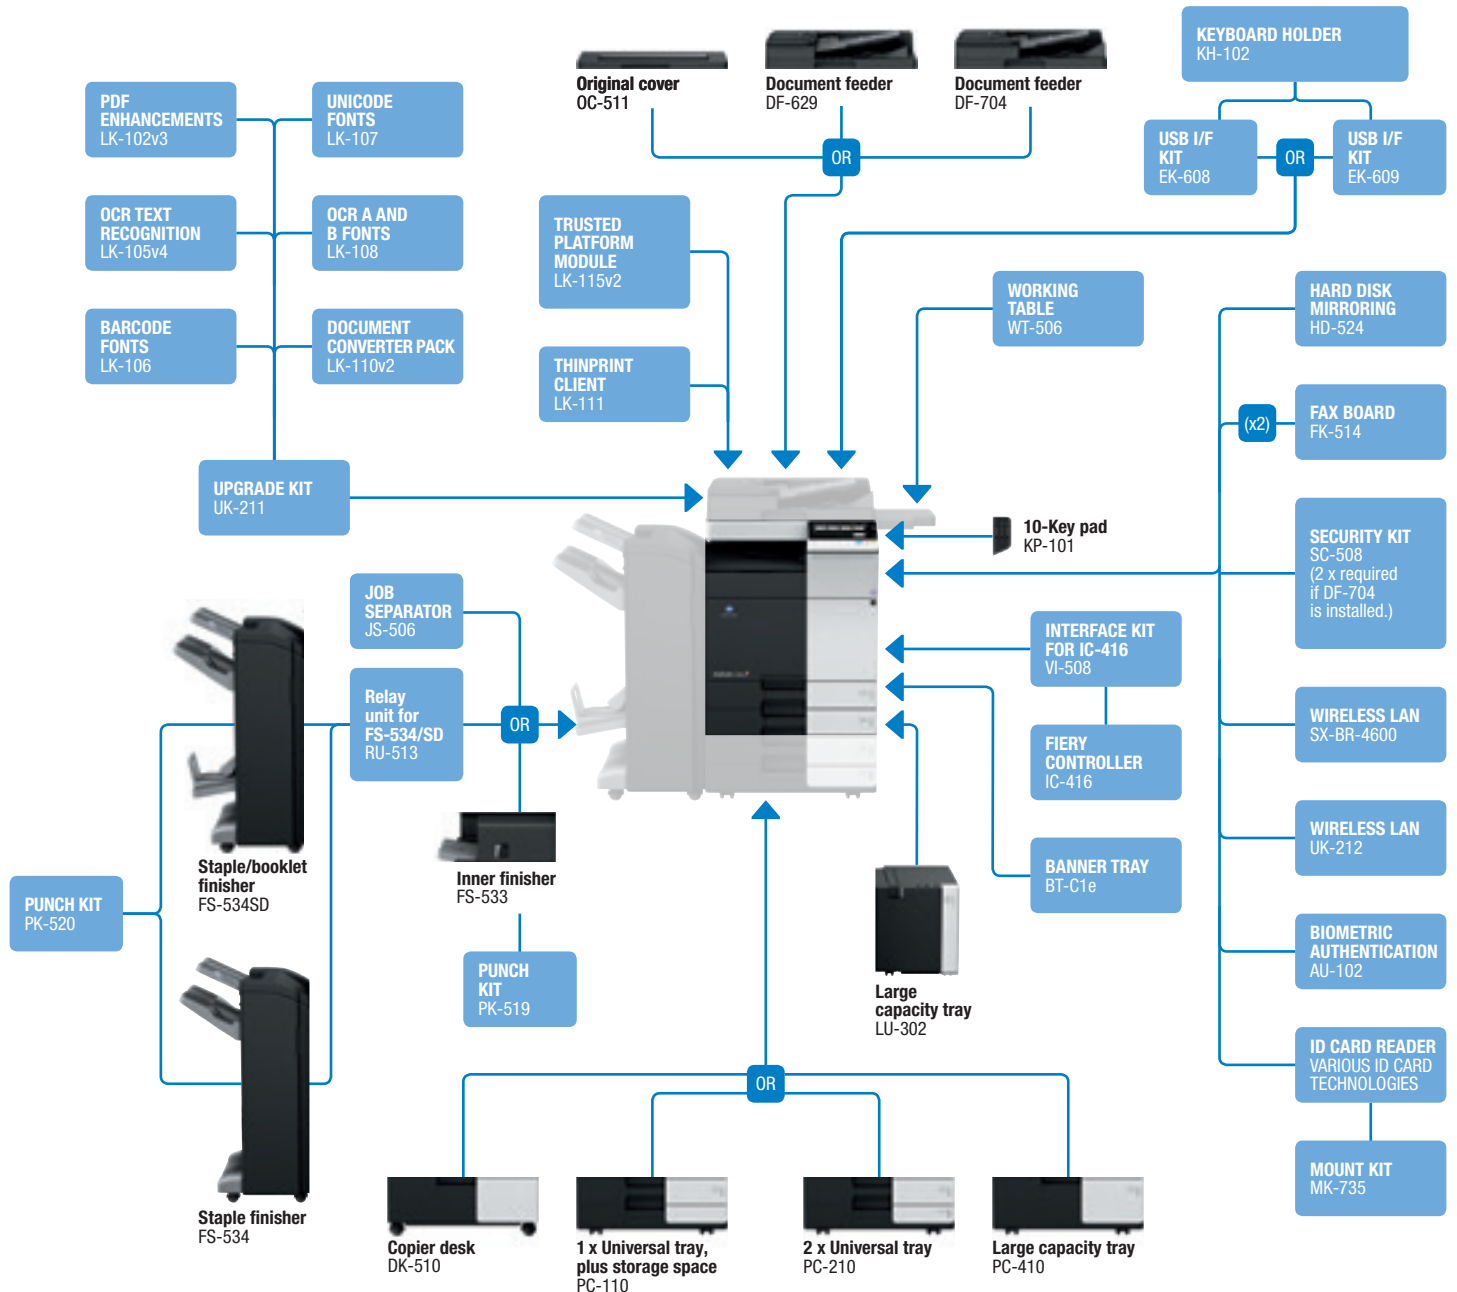 KEYBOARD HOLDER
KH-102
Original cover
OC-511
Document feeder
DF-629
Document feeder
DF-704
PDF
ENHANCEMENTS
LK-102v3
UNICODE
FONTS
LK-107
USB I/F
KIT
EK-608
OR
USB I/F
KIT
EK-609
OR
OCR TEXT
RECOGNITION
LK-105v4
OCR A AND
B FONTS
LK-108
TRUSTED
PLATFORM
MODULE
LK-115v2
WORKING
TABLE
WT-506
HARD DISK
MIRRORING
HD-524
BARCODE
FONTS
LK-106
DOCUMENT
CONVERTER PACK
LK-110v2
THINPRINT
CLIENT
LK-111
(x2)
FAX BOARD
FK-514
UPGRADE KIT
UK-211
10-Key pad
KP-101
SECURITY KIT
SC-508
(2 x required
if DF-704
is installed.)
JOB
SEPARATOR
JS-506
INTERFACE KIT
FOR IC-416
VI-508
Relay
unit for
FS-534/SD
RU-513
OR
FIERY
CONTROLLER
IC-416
WIRELESS LAN
SX-BR-4600
WIRELESS LAN
UK-212
Staple/booklet
finisher
FS-534SD
Inner finisher
FS-533
BANNER TRAY
BT-C1e
PUNCH KIT
PK-520
BIOMETRIC
AUTHENTICATION
AU-102
PUNCH
KIT
PK-519
Large
capacity tray
LU-302
ID CARD READER
VARIOUS ID CARD
TECHNOLOGIES
OR
MOUNT KIT
MK-735
Staple finisher
FS-534
Copier desk
DK-510
1 x Universal tray,
plus storage space
PC-110
2 x Universal tray
PC-210
Large capacity tray
PC-410